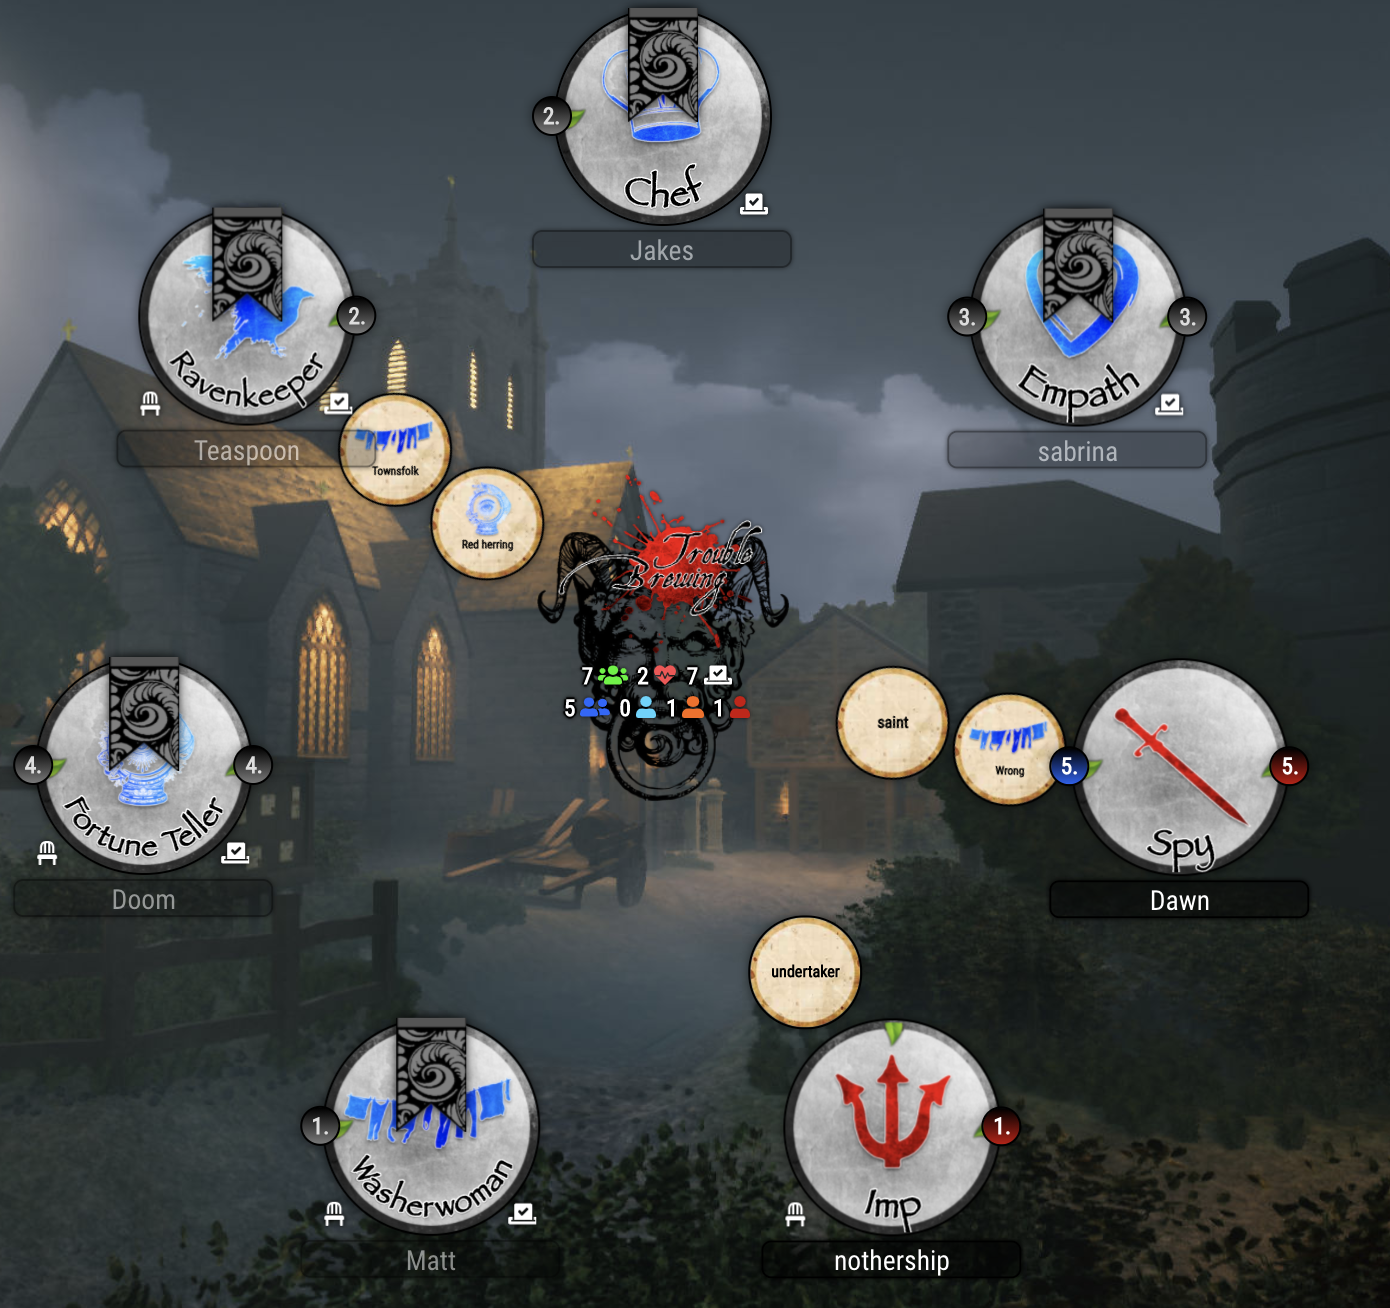 2.
Chef
Jakes
2.
Ravenkeeper
Teaspoon
3.
3.
Empath
sabrina
Townsfolk
Red herring
Trouble
Brewing
7 2 7
5 0 1 1
4.
4.
Fortune Teller
Doom
saint
Wrong
5.
5.
Spy
Dawn
undertaker
1.
Washerwoman
Matt
1.
Imp
nothership